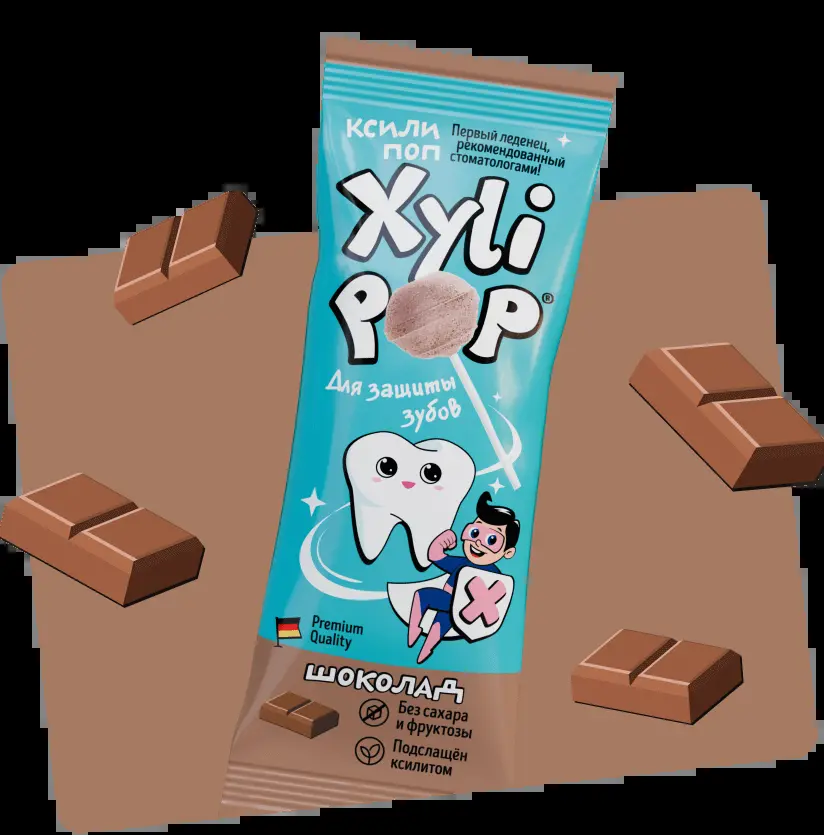 ксили
поп
Первый леденец,
рекомендованный
стоматологами!
Xyli
POP®
Для защиты
зубов
X
Premium
Quality
шоколад
Без сахара
и фруктозы
Подслащён
ксилитом